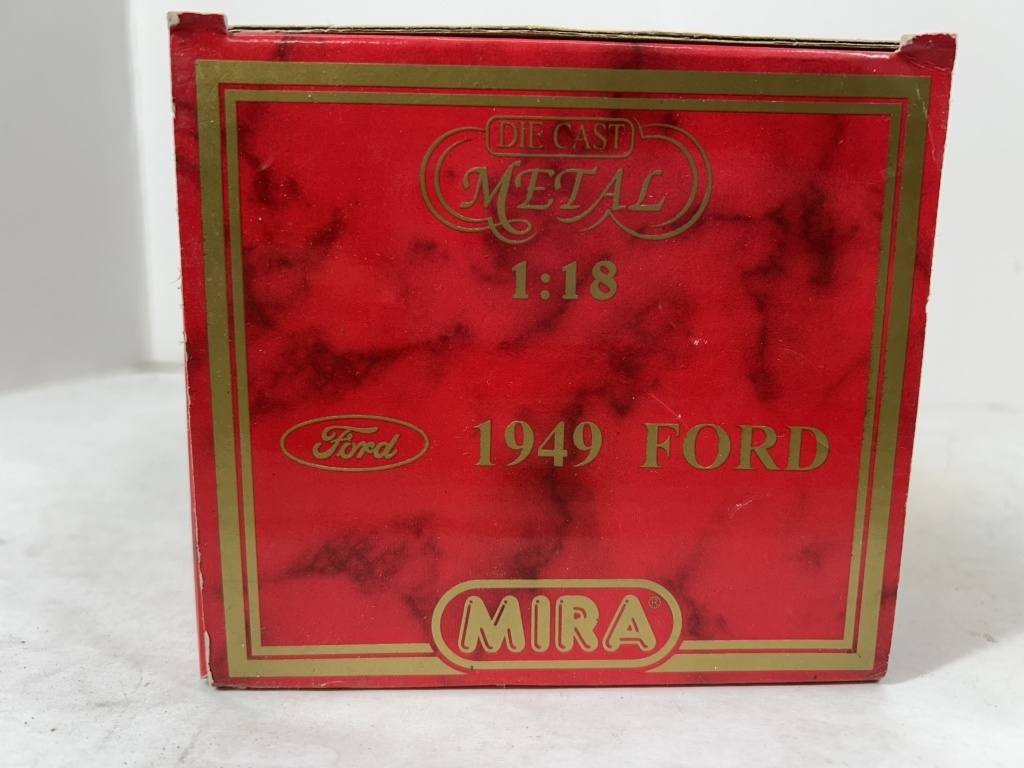 DIE CAST
METAL
1:18
Ford 1949 FORD
MIRA®